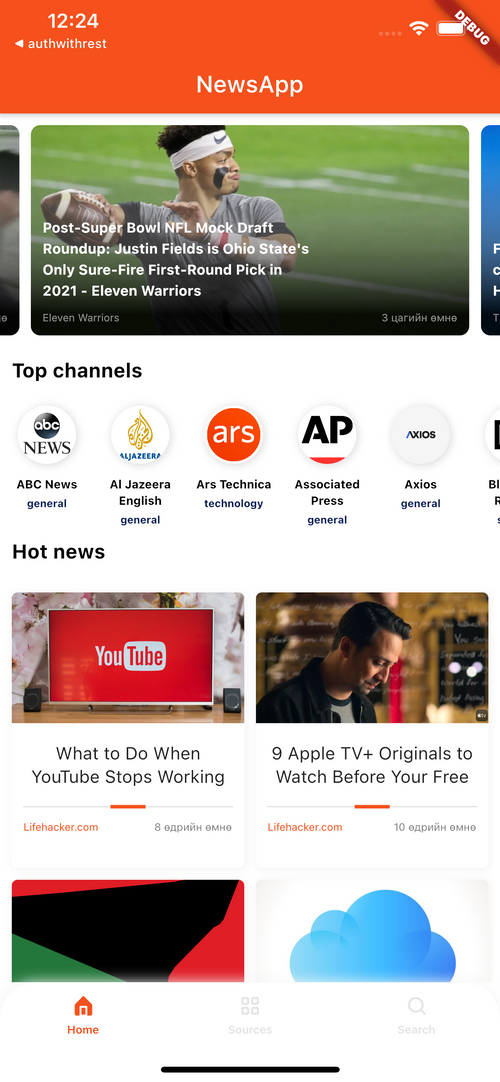 12:24
◀ authwithrest
DEBUG
NewsApp
Post-Super Bowl NFL Mock Draft
Roundup: Justin Fields is Ohio State's
Only Sure-Fire First-Round Pick in
2021 - Eleven Warriors
Eleven Warriors
3 цагийн өмнө
Top channels
abc
NEWS
ALJAZEERA
ars
AP
AXIOS
ABC News
general
Al Jazeera
English
general
Ars Technica
technology
Associated
Press
general
Axios
general
Hot news
YouTube
What to Do When
YouTube Stops Working
Lifehacker.com
8 өдрийн өмнө
9 Apple TV+ Originals to
Watch Before Your Free
Lifehacker.com
10 өдрийн өмнө
Home
Sources
Search